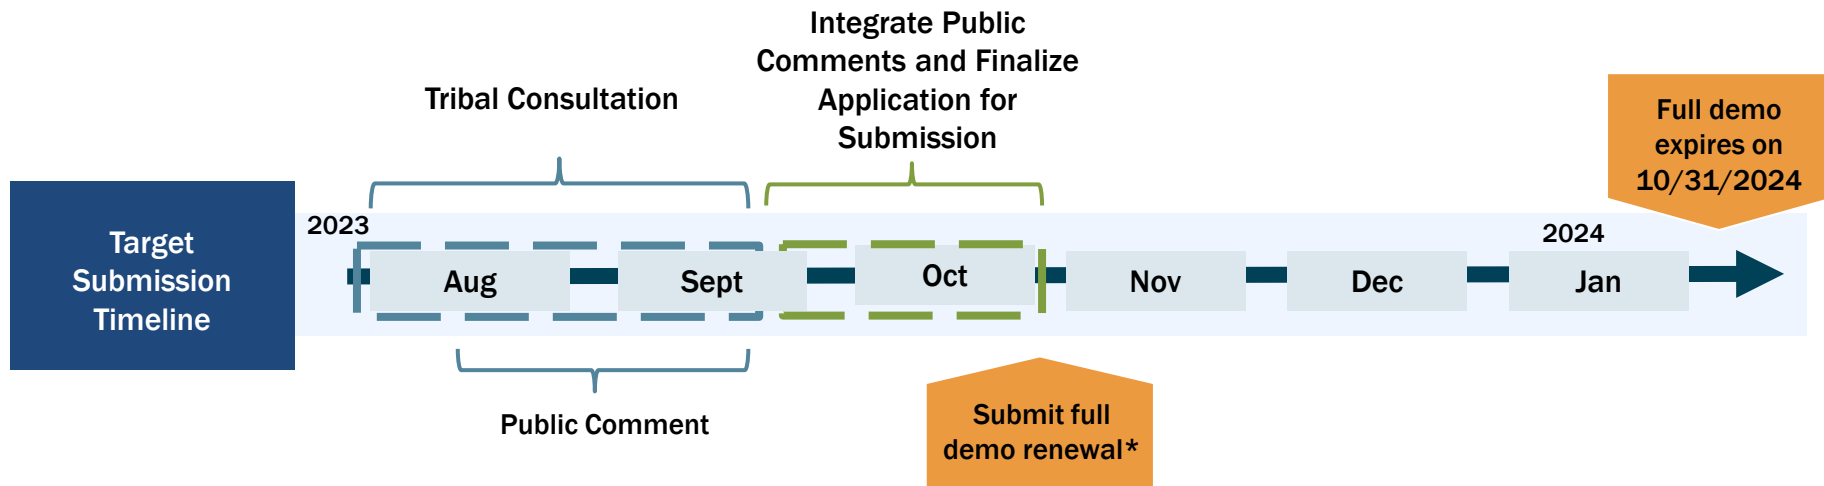 Integrate Public
Comments and Finalize
Application for
Submission
Tribal Consultation
Full demo
expires on
10/31/2024
Target
Submission
Timeline
2023
2024
Aug
Sept
Oct
Nov
Dec
Jan
Public Comment
Submit full
demo renewal*